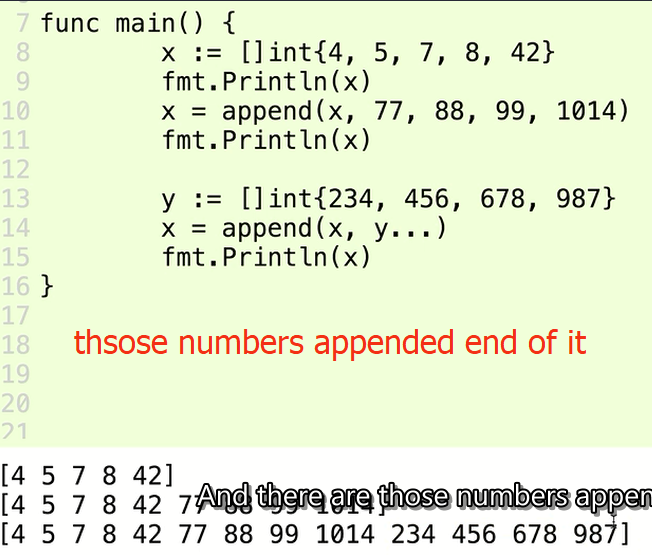 7 func main() {
8 x := []int{4, 5, 7, 8, 42}
9 fmt.Println(x)
10 x = append(x, 77, 88, 99, 1014)
11 fmt.Println(x)
12
13 y := []int{234, 456, 678, 987}
14 x = append(x, y...)
15 fmt.Println(x)
16 }
17
18 thsose numbers appended end of it
19
20
21
[4 5 7 8 42]
[4 5 7 8 42 77 88 99 1014]
And there are those numbers appen
[4 5 7 8 42 77 88 99 1014 234 456 678 987]